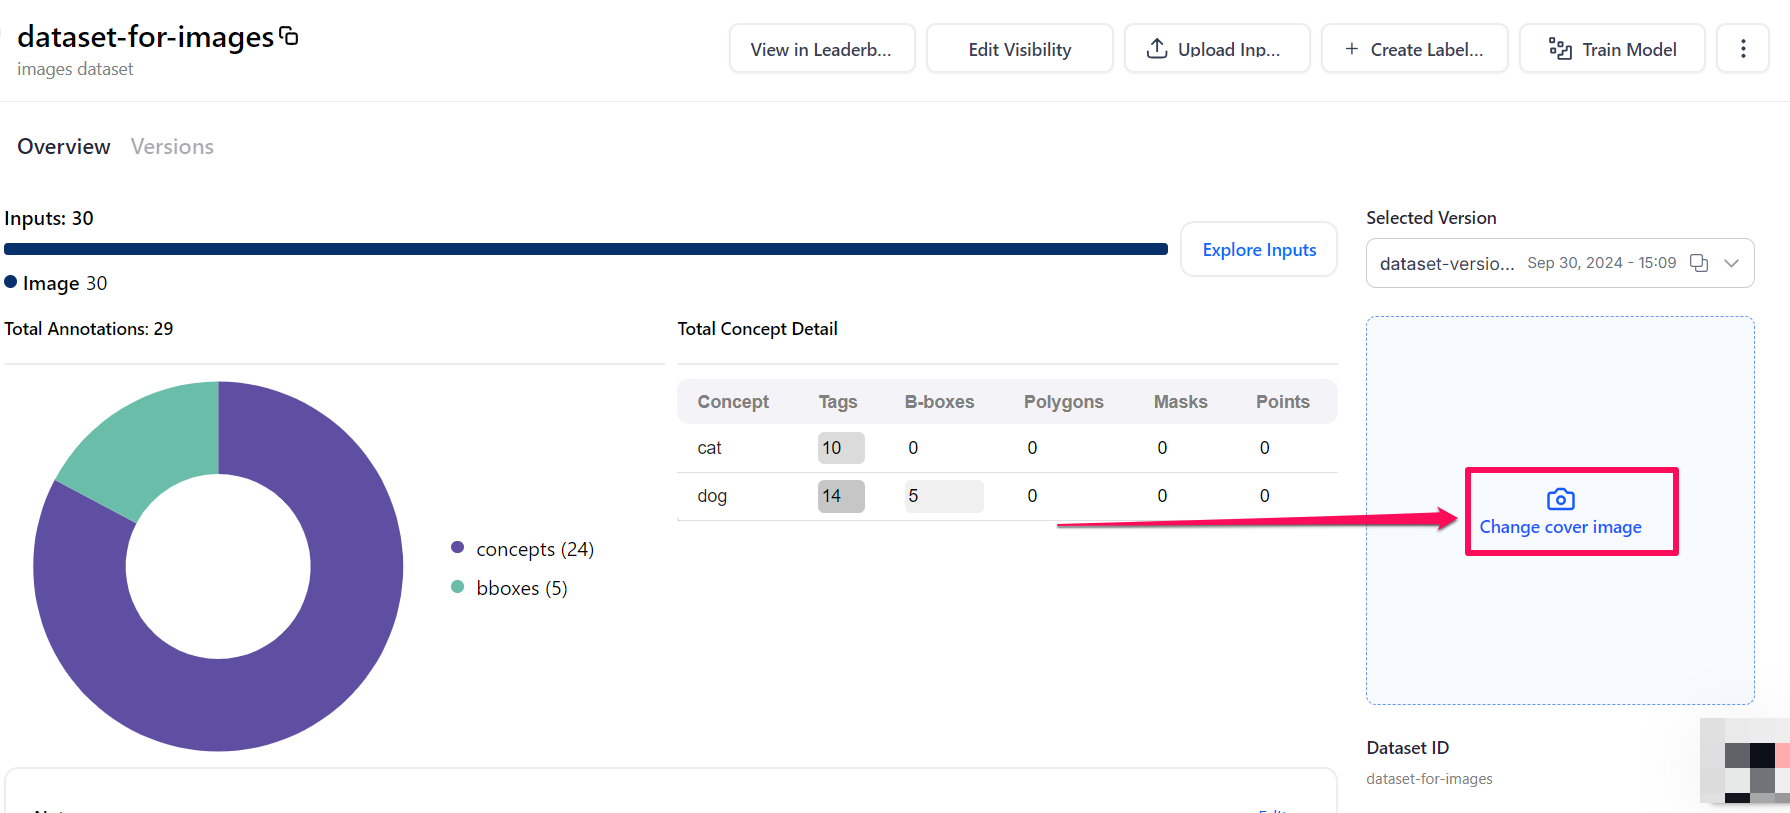 dataset-for-images
images dataset
View in Leaderb...
Edit Visibility
Upload Inp...
Create Label...
Train Model
Overview
Versions
Inputs: 30
Explore Inputs
Image 30
Selected Version
dataset-versio... Sep 30, 2024 - 15:09
Total Annotations: 29
concepts (24)
bboxes (5)
Total Concept Detail
Concept Tags B-boxes Polygons Masks Points
cat 10 0 0 0 0
dog 14 5 0 0 0
Change cover image
Dataset ID
dataset-for-images